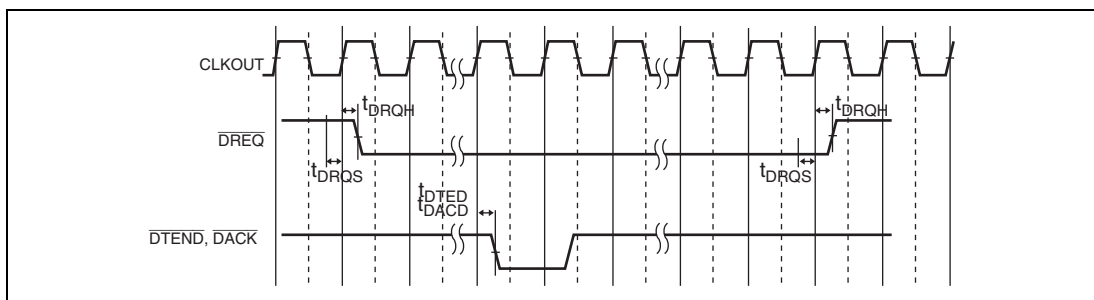 CLKOUT
tDRQH
tDRQH
DREQ
tDRQS
tDRQS
tDTED
tDACD
DTEND, DACK